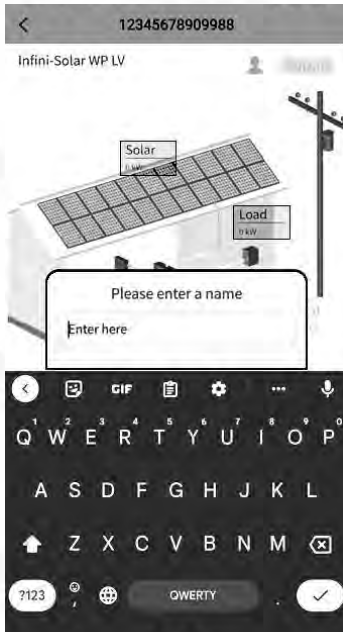 12345678909988
Infini-Solar WP LV
Solar
0 kW
Load
0 kW
Please enter a name
Enter here
GIF
1 2 3 4 5 6 7 8 9 0
Q W E R T Y U I O P
A S D F G H J K L
Z X C V B N M
?123 , QWERTY .